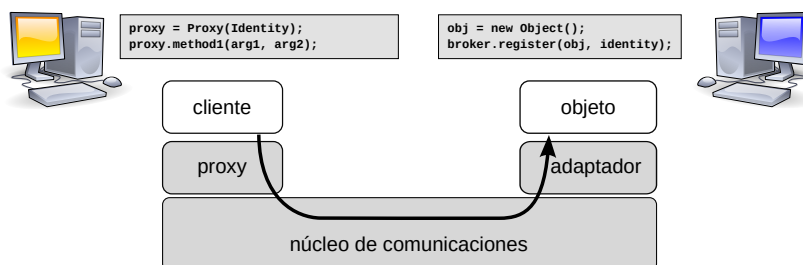 proxy = Proxy(Identity);
proxy.method1(arg1, arg2);
obj = new Object();
broker.register(obj, identity);
cliente
objeto
proxy
adaptador
núcleo de comunicaciones